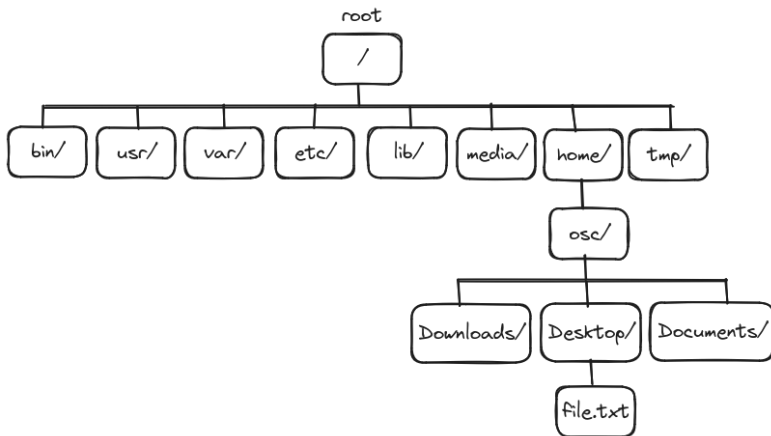 root
/
bin/ usr/ var/ etc/ lib/ media/ home/ tmp/
osc/
Downloads/ Desktop/ Documents/
file.txt